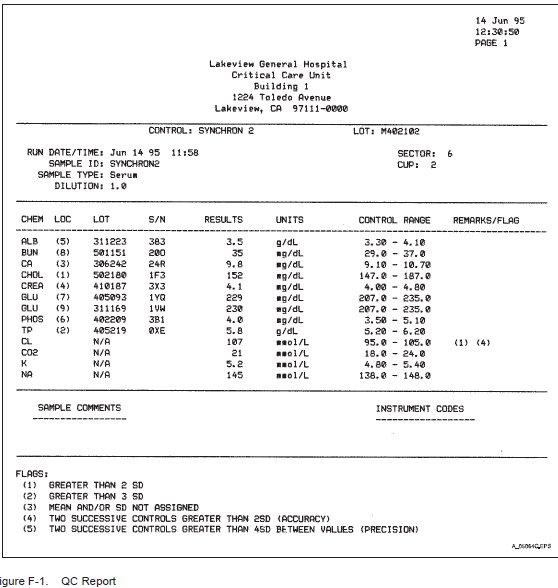 14 Jun 95
12:30:50
PAGE 1
Lakeview General Hospital
Critical Care Unit
Building 1
1224 Toledo Avenue
Lakeview, CA 97111-0000
CONTROL: SYNCHRON 2 LOT: M402102
RUN DATE/TIME: Jun 14 95 11:58 SECTOR: 6
SAMPLE ID: SYNCHRON2 CUP: 2
SAMPLE TYPE: Serum
DILUTION: 1.0
CHEM LOC LOT S/N RESULTS UNITS CONTROL RANGE REMARKS/FLAG
ALB (5) 311223 383 3.5 g/dL 3.30 - 4.10
BUN (8) 501151 200 35 mg/dL 29.0 - 37.0
CA (3) 306242 24R 9.8 mg/dL 9.10 - 10.70
CHOL (1) 502180 1F3 152 mg/dL 147.0 - 187.0
CREA (4) 410187 3X3 4.1 mg/dL 4.00 - 4.80
GLU (7) 405093 1YQ 229 mg/dL 207.0 - 235.0
GLU (9) 311169 1VW 230 mg/dL 207.0 - 235.0
PHOS (6) 402209 3B1 4.0 mg/dL 3.50 - 5.10
TP (2) 405219 0XE 5.8 g/dL 5.20 - 6.20
CL N/A 107 mmol/L 95.0 - 105.0 (1) (4)
CO2 N/A 21 mmol/L 18.0 - 24.0
K N/A 5.2 mmol/L 4.80 - 5.40
NA N/A 145 mmol/L 138.0 - 148.0
SAMPLE COMMENTS INSTRUMENT CODES
FLAGS:
(1) GREATER THAN 2 SD
(2) GREATER THAN 3 SD
(3) MEAN AND/OR SD NOT ASSIGNED
(4) TWO SUCCESSIVE CONTROLS GREATER THAN 2SD (ACCURACY)
(5) TWO SUCCESSIVE CONTROLS GREATER THAN 4SD BETWEEN VALUES (PRECISION)
igure F-1. QC Report